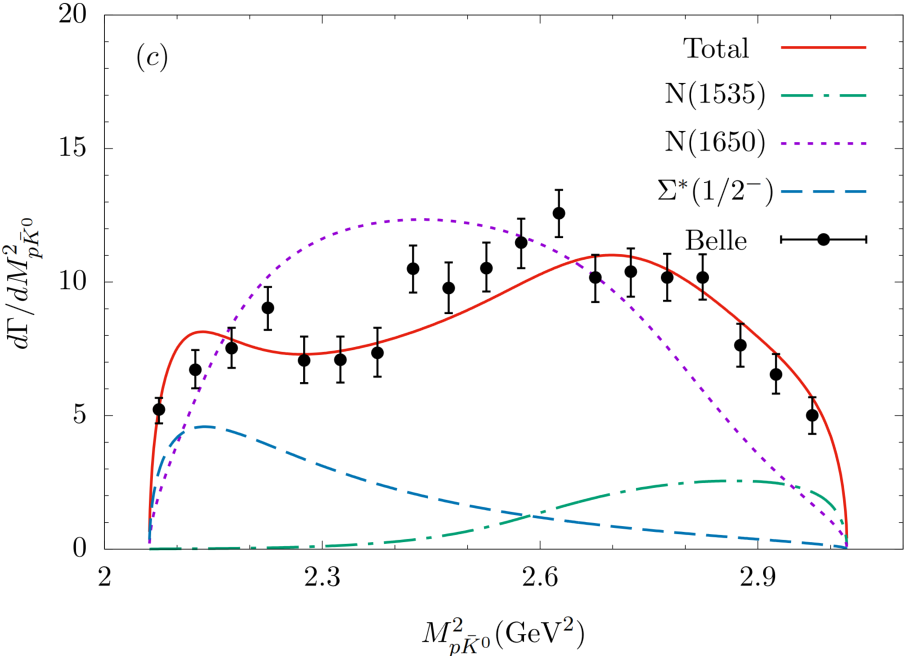 20
15
10
5
0
(c)
Total
N(1535)
N(1650)
Σ*(1/2⁻)
Belle
dΓ/dM²_{pK̄⁰}
2 2.3 2.6 2.9
M²_{pK̄⁰}(GeV²)